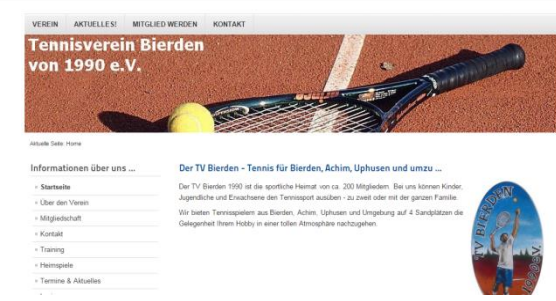 VEREIN AKTUELLES! MITGLIED WERDEN KONTAKT
Tennisverein Bierden
von 1990 e.V.
Aktuelle Seite: Home
Informationen über uns ...
Startseite
Über den Verein
Mitgliedschaft
Kontakt
Training
Heimspiele
Termine & Aktuelles
Der TV Bierden - Tennis für Bierden, Achim, Uphusen und umzu ...
Der TV Bierden 1990 ist die sportliche Heimat von ca. 200 Mitgliedern. Bei uns können Kinder,
Jugendliche und Erwachsene den Tennissport ausüben - zu zweit oder mit der ganzen Familie.
Wir bieten Tennisspielern aus Bierden, Achim, Uphusen und Umgebung auf 4 Sandplätzen die
Gelegenheit Ihrem Hobby in einer tollen Atmosphäre nachzugehen.
TV BIERDEN